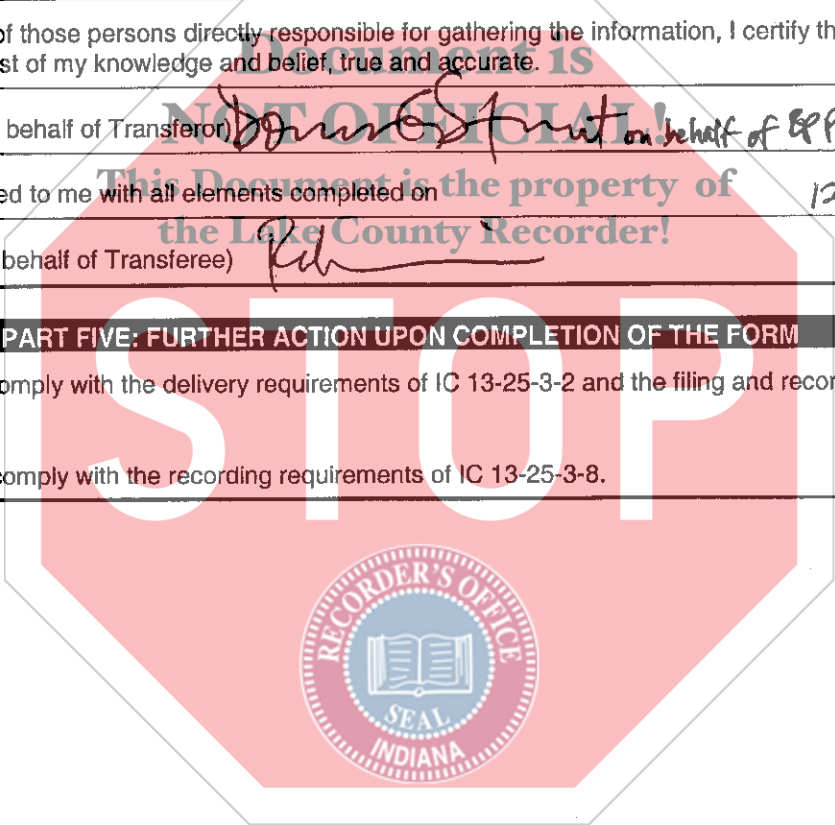 of those persons directly responsible for gathering the information, I certify th
st of my knowledge and belief, true and accurate.
Document is
NOT OFFICIAL!
behalf of Transferor) on behalf of
This Document is the property of
ed to me with all elements completed on 12
the Lake County Recorder!
behalf of Transferee)
STOP
PART FIVE: FURTHER ACTION UPON COMPLETION OF THE FORM
omply with the delivery requirements of IC 13-25-3-2 and the filing and recor
omply with the recording requirements of IC 13-25-3-8.
RECORDER'S OFFICE
SEAL
INDIANA